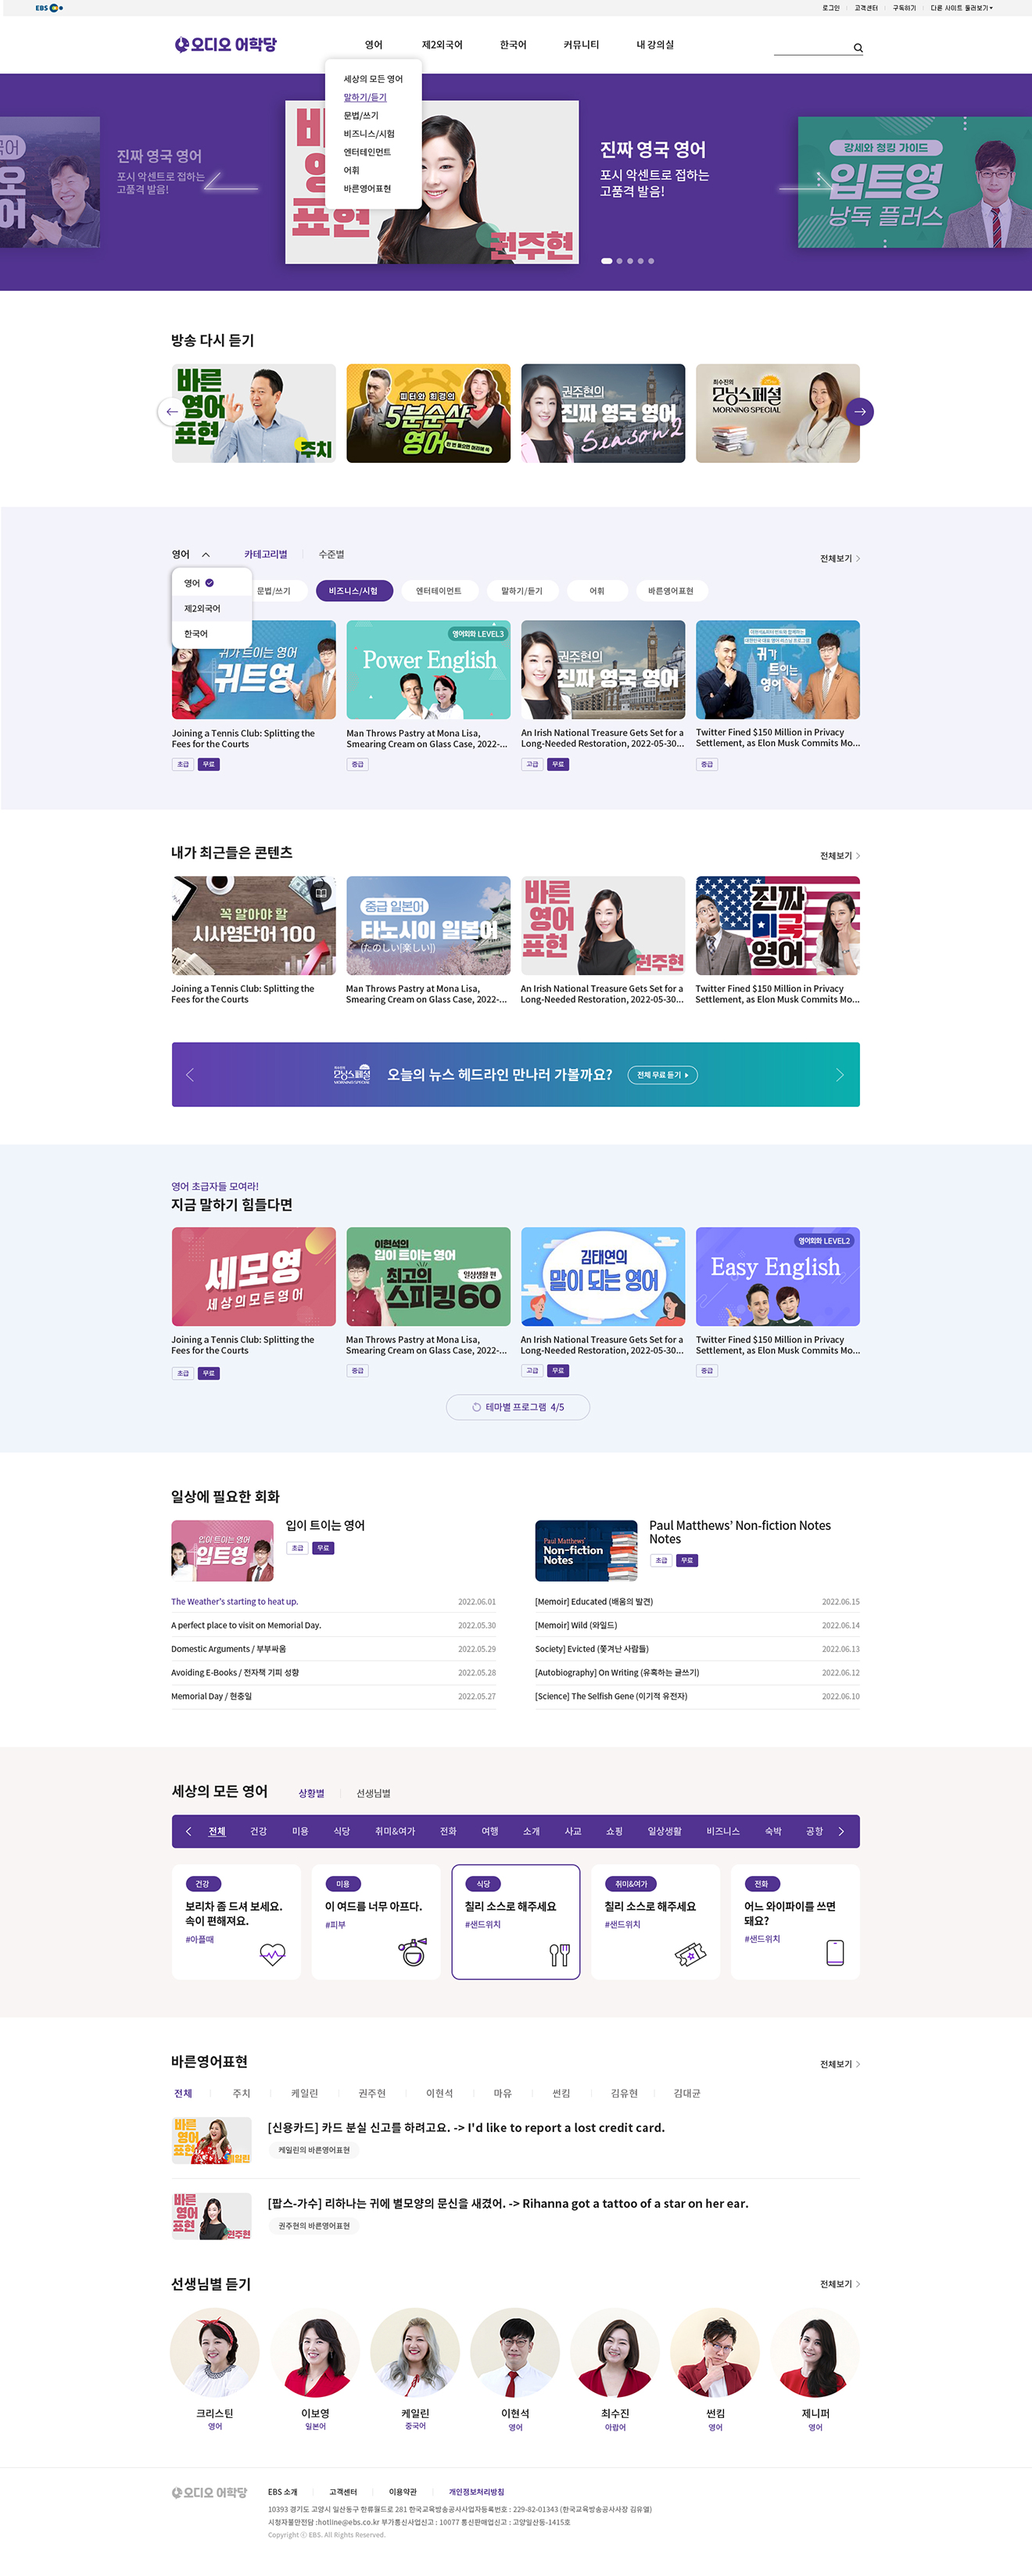 EBS
로그인
고객센터
구독하기
다른 사이트 둘러보기
오디오 어학당
영어
제2외국어
한국어
커뮤니티
내 강의실
세상의 모든 영어
말하기/듣기
문법/쓰기
비즈니스/시험
엔터테인먼트
어휘
바른영어표현
진짜 영국 영어
포시 악센트로 접하는
고품격 발음!
표현
권주현
진짜 영국 영어
포시 악센트로 접하는
고품격 발음!
강세와 청킹 가이드
입트영
낭독 플러스
방송 다시 듣기
바른
영어
표현
주치
피터와 최경의
5분순삭
영어
권주현의
진짜 영국 영어
Season2
최수진의
모닝스페셜
MORNING SPECIAL
영어
카테고리별
수준별
전체보기
영어
제2외국어
한국어
문법/쓰기
비즈니스/시험
엔터테인먼트
말하기/듣기
어휘
바른영어표현
귀가 트이는 영어
귀트영
영어회화 LEVEL3
Power English
권주현의
진짜 영국 영어
귀가
트이는
영어
Joining a Tennis Club: Splitting the
Fees for the Courts
초급
무료
Man Throws Pastry at Mona Lisa,
Smearing Cream on Glass Case, 2022-...
중급
An Irish National Treasure Gets Set for a
Long-Needed Restoration, 2022-05-30...
고급
무료
Twitter Fined $150 Million in Privacy
Settlement, as Elon Musk Commits Mo...
중급
내가 최근들은 콘텐츠
전체보기
꼭 알아야 할
시사영단어 100
중급 일본어
타노시이 일본어
(たのしい[楽しい])
바른
영어
표현
권주현
진짜
미국
영어
Joining a Tennis Club: Splitting the
Fees for the Courts
Man Throws Pastry at Mona Lisa,
Smearing Cream on Glass Case, 2022-...
An Irish National Treasure Gets Set for a
Long-Needed Restoration, 2022-05-30...
Twitter Fined $150 Million in Privacy
Settlement, as Elon Musk Commits Mo...
모닝스페셜
MORNING SPECIAL
오늘의 뉴스 헤드라인 만나러 가볼까요?
전체 무료 듣기
영어 초급자들 모여라!
지금 말하기 힘들다면
세모영
세상의모든영어
이현석의
입이 트이는 영어
최고의
일상생활 편
스피킹60
김태연의
말이 되는 영어
영어회화 LEVEL2
Easy English
Joining a Tennis Club: Splitting the
Fees for the Courts
초급
무료
Man Throws Pastry at Mona Lisa,
Smearing Cream on Glass Case, 2022-...
중급
An Irish National Treasure Gets Set for a
Long-Needed Restoration, 2022-05-30...
고급
무료
Twitter Fined $150 Million in Privacy
Settlement, as Elon Musk Commits Mo...
중급
테마별 프로그램 4/5
일상에 필요한 회화
입이 트이는 영어
입트영
입이 트이는 영어
초급
무료
The Weather's starting to heat up.
2022.06.01
A perfect place to visit on Memorial Day.
2022.05.30
Domestic Arguments / 부부싸움
2022.05.29
Avoiding E-Books / 전자책 기피 성향
2022.05.28
Memorial Day / 현충일
2022.05.27
Paul Matthews'
Non-fiction
Notes
Paul Matthews' Non-fiction Notes
Notes
초급
무료
[Memoir] Educated (배움의 발견)
2022.06.15
[Memoir] Wild (와일드)
2022.06.14
Society] Evicted (쫓겨난 사람들)
2022.06.13
[Autobiography] On Writing (유혹하는 글쓰기)
2022.06.12
[Science] The Selfish Gene (이기적 유전자)
2022.06.10
세상의 모든 영어
상황별
선생님별
전체
건강
미용
식당
취미&여가
전화
여행
소개
사교
쇼핑
일상생활
비즈니스
숙박
공항
건강
보리차 좀 드셔 보세요.
속이 편해져요.
#아플때
미용
이 여드름 너무 아프다.
#피부
식당
칠리 소스로 해주세요
#샌드위치
취미&여가
칠리 소스로 해주세요
#샌드위치
전화
어느 와이파이를 쓰면
돼요?
#샌드위치
바른영어표현
전체보기
전체
주치
케일린
권주현
이현석
마유
썬킴
김유현
김대균
바른
영어
표현
케일린
[신용카드] 카드 분실 신고를 하려고요. -> I'd like to report a lost credit card.
케일린의 바른영어표현
바른
영어
표현
권주현
[팝스-가수] 리하나는 귀에 별모양의 문신을 새겼어. -> Rihanna got a tattoo of a star on her ear.
권주현의 바른영어표현
선생님별 듣기
전체보기
크리스틴
영어
이보영
일본어
케일린
중국어
이현석
영어
최수진
아랍어
썬킴
영어
제니퍼
영어
오디오 어학당
EBS 소개
고객센터
이용약관
개인정보처리방침
10393 경기도 고양시 일산동구 한류월드로 281 한국교육방송공사사업자등록번호 : 229-82-01343 (한국교육방송공사사장 김유열)
시청자불만전담 :hotline@ebs.co.kr 부가통신사업신고 : 10077 통신판매업신고 : 고양일산동-1415호
Copyright ⓒ EBS. All Rights Reserved.